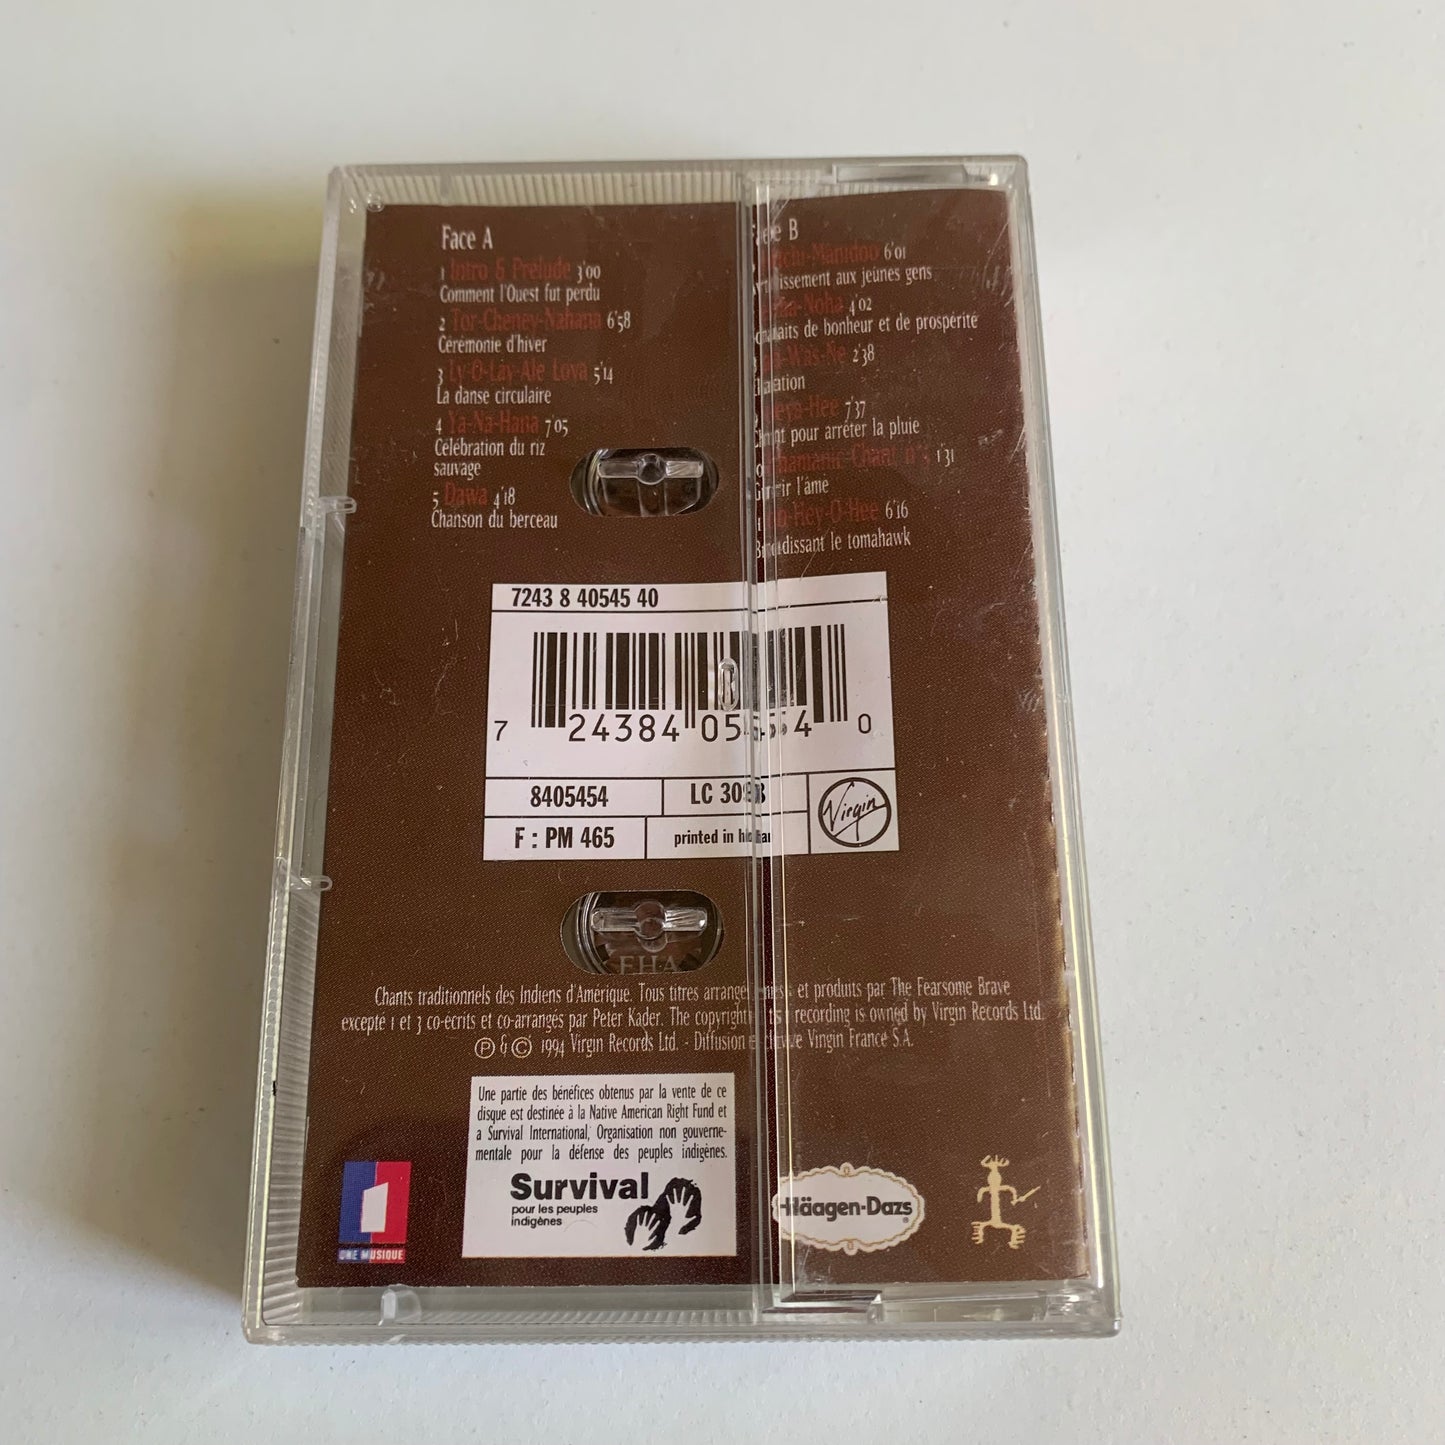 Face A
1 Intro & Prélude 3'00
Comment l'Ouest fut perdu
2 Tor-Cheney-Nahana 6'58
Cérémonie d'hiver
3 Ly-O-Lay-Ale Loya 5'14
La danse circulaire
4 Ya-Na-Hana 7'05
Célébration du riz
sauvage
5 Dawa 4'18
Chanson du berceau
B
6'01
aux jeunes gens
4'02
de bonheur et de prospérité
2'38
7'37
pour arrêter la pluie
1'31
l'âme
6'16
le tomahawk
7243 8 40545 40
7 24384 05454 0
8405454
LC 3098
F : PM 465
printed in
Virgin
EHA
Chants traditionnels des Indiens d'Amérique. Tous titres et produits par The Fearsome Brave
excepté 1 et 3 co-écrits et co-arrangés par Peter Kader. The copyright recording is owned by Virgin Records Ltd.
Ⓟ & © 1994 Virgin Records Ltd. - Diffusion Virgin France S.A.
Une partie des bénéfices obtenus par la vente de ce
disque est destinée à la Native American Right Fund et
a Survival International, Organisation non gouverne-
mentale pour la défense des peuples indigènes.
Survival
pour les peuples
indigènes
1
UNE MUSIQUE
Häagen-Dazs®